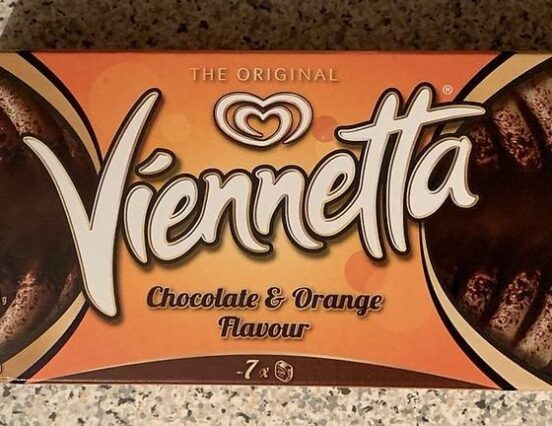 THE ORIGINAL
Viennetta®
Chocolate & Orange
Flavour
-7x